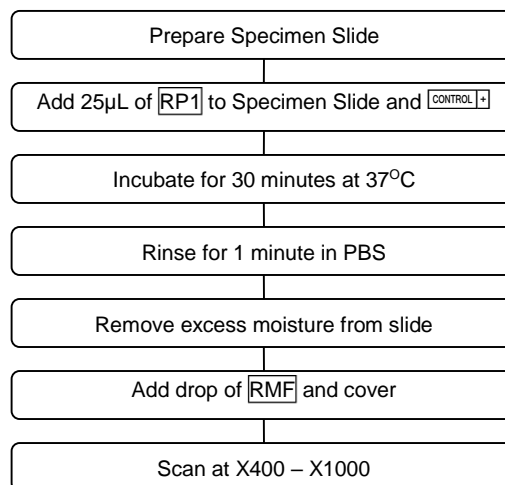 Prepare Specimen Slide
Add 25µL of RP1 to Specimen Slide and CONTROL +
Incubate for 30 minutes at 37ᴼC
Rinse for 1 minute in PBS
Remove excess moisture from slide
Add drop of RMF and cover
Scan at X400 – X1000